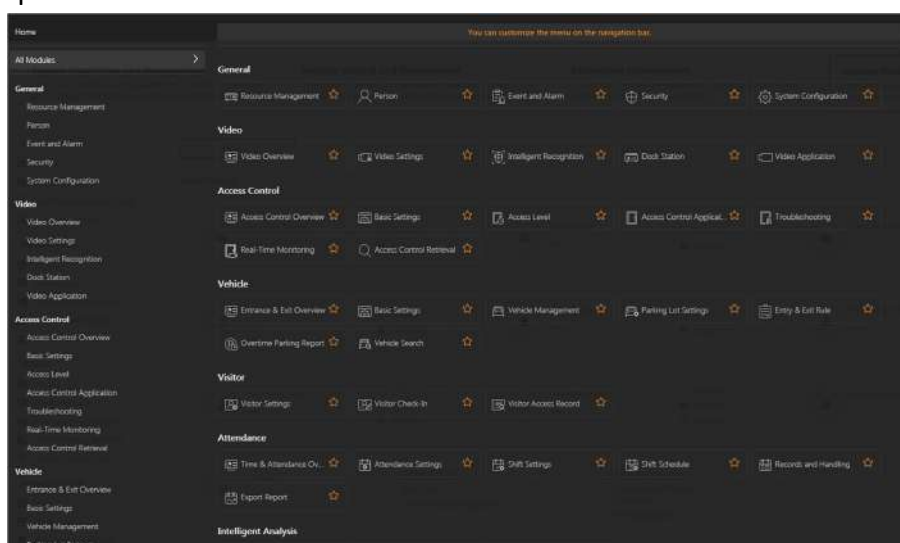 Home
You can customize the menu on the navigation bar.
All Modules
General
Resource Management
Person
Event and Alarm
Security
System Configuration
Video
Video Overview
Video Settings
Intelligent Recognition
Dock Station
Video Application
Access Control
Access Control Overview
Basic Settings
Access Level
Access Control Application
Troubleshooting
Real-Time Monitoring
Access Control Retrieval
Vehicle
Entrance & Exit Overview
Basic Settings
Vehicle Management
General
Resource Management
Person
Event and Alarm
Security
System Configuration
Video
Video Overview
Video Settings
Intelligent Recognition
Dock Station
Video Application
Access Control
Access Control Overview
Basic Settings
Access Level
Access Control Applicat...
Troubleshooting
Real-Time Monitoring
Access Control Retrieval
Vehicle
Entrance & Exit Overview
Basic Settings
Vehicle Management
Parking Lot Settings
Entry & Exit Rule
Overtime Parking Report
Vehicle Search
Visitor
Visitor Settings
Visitor Check-In
Visitor Access Record
Attendance
Time & Attendance Ov...
Attendance Settings
Shift Settings
Shift Schedule
Records and Handling
Export Report
Intelligent Analysis